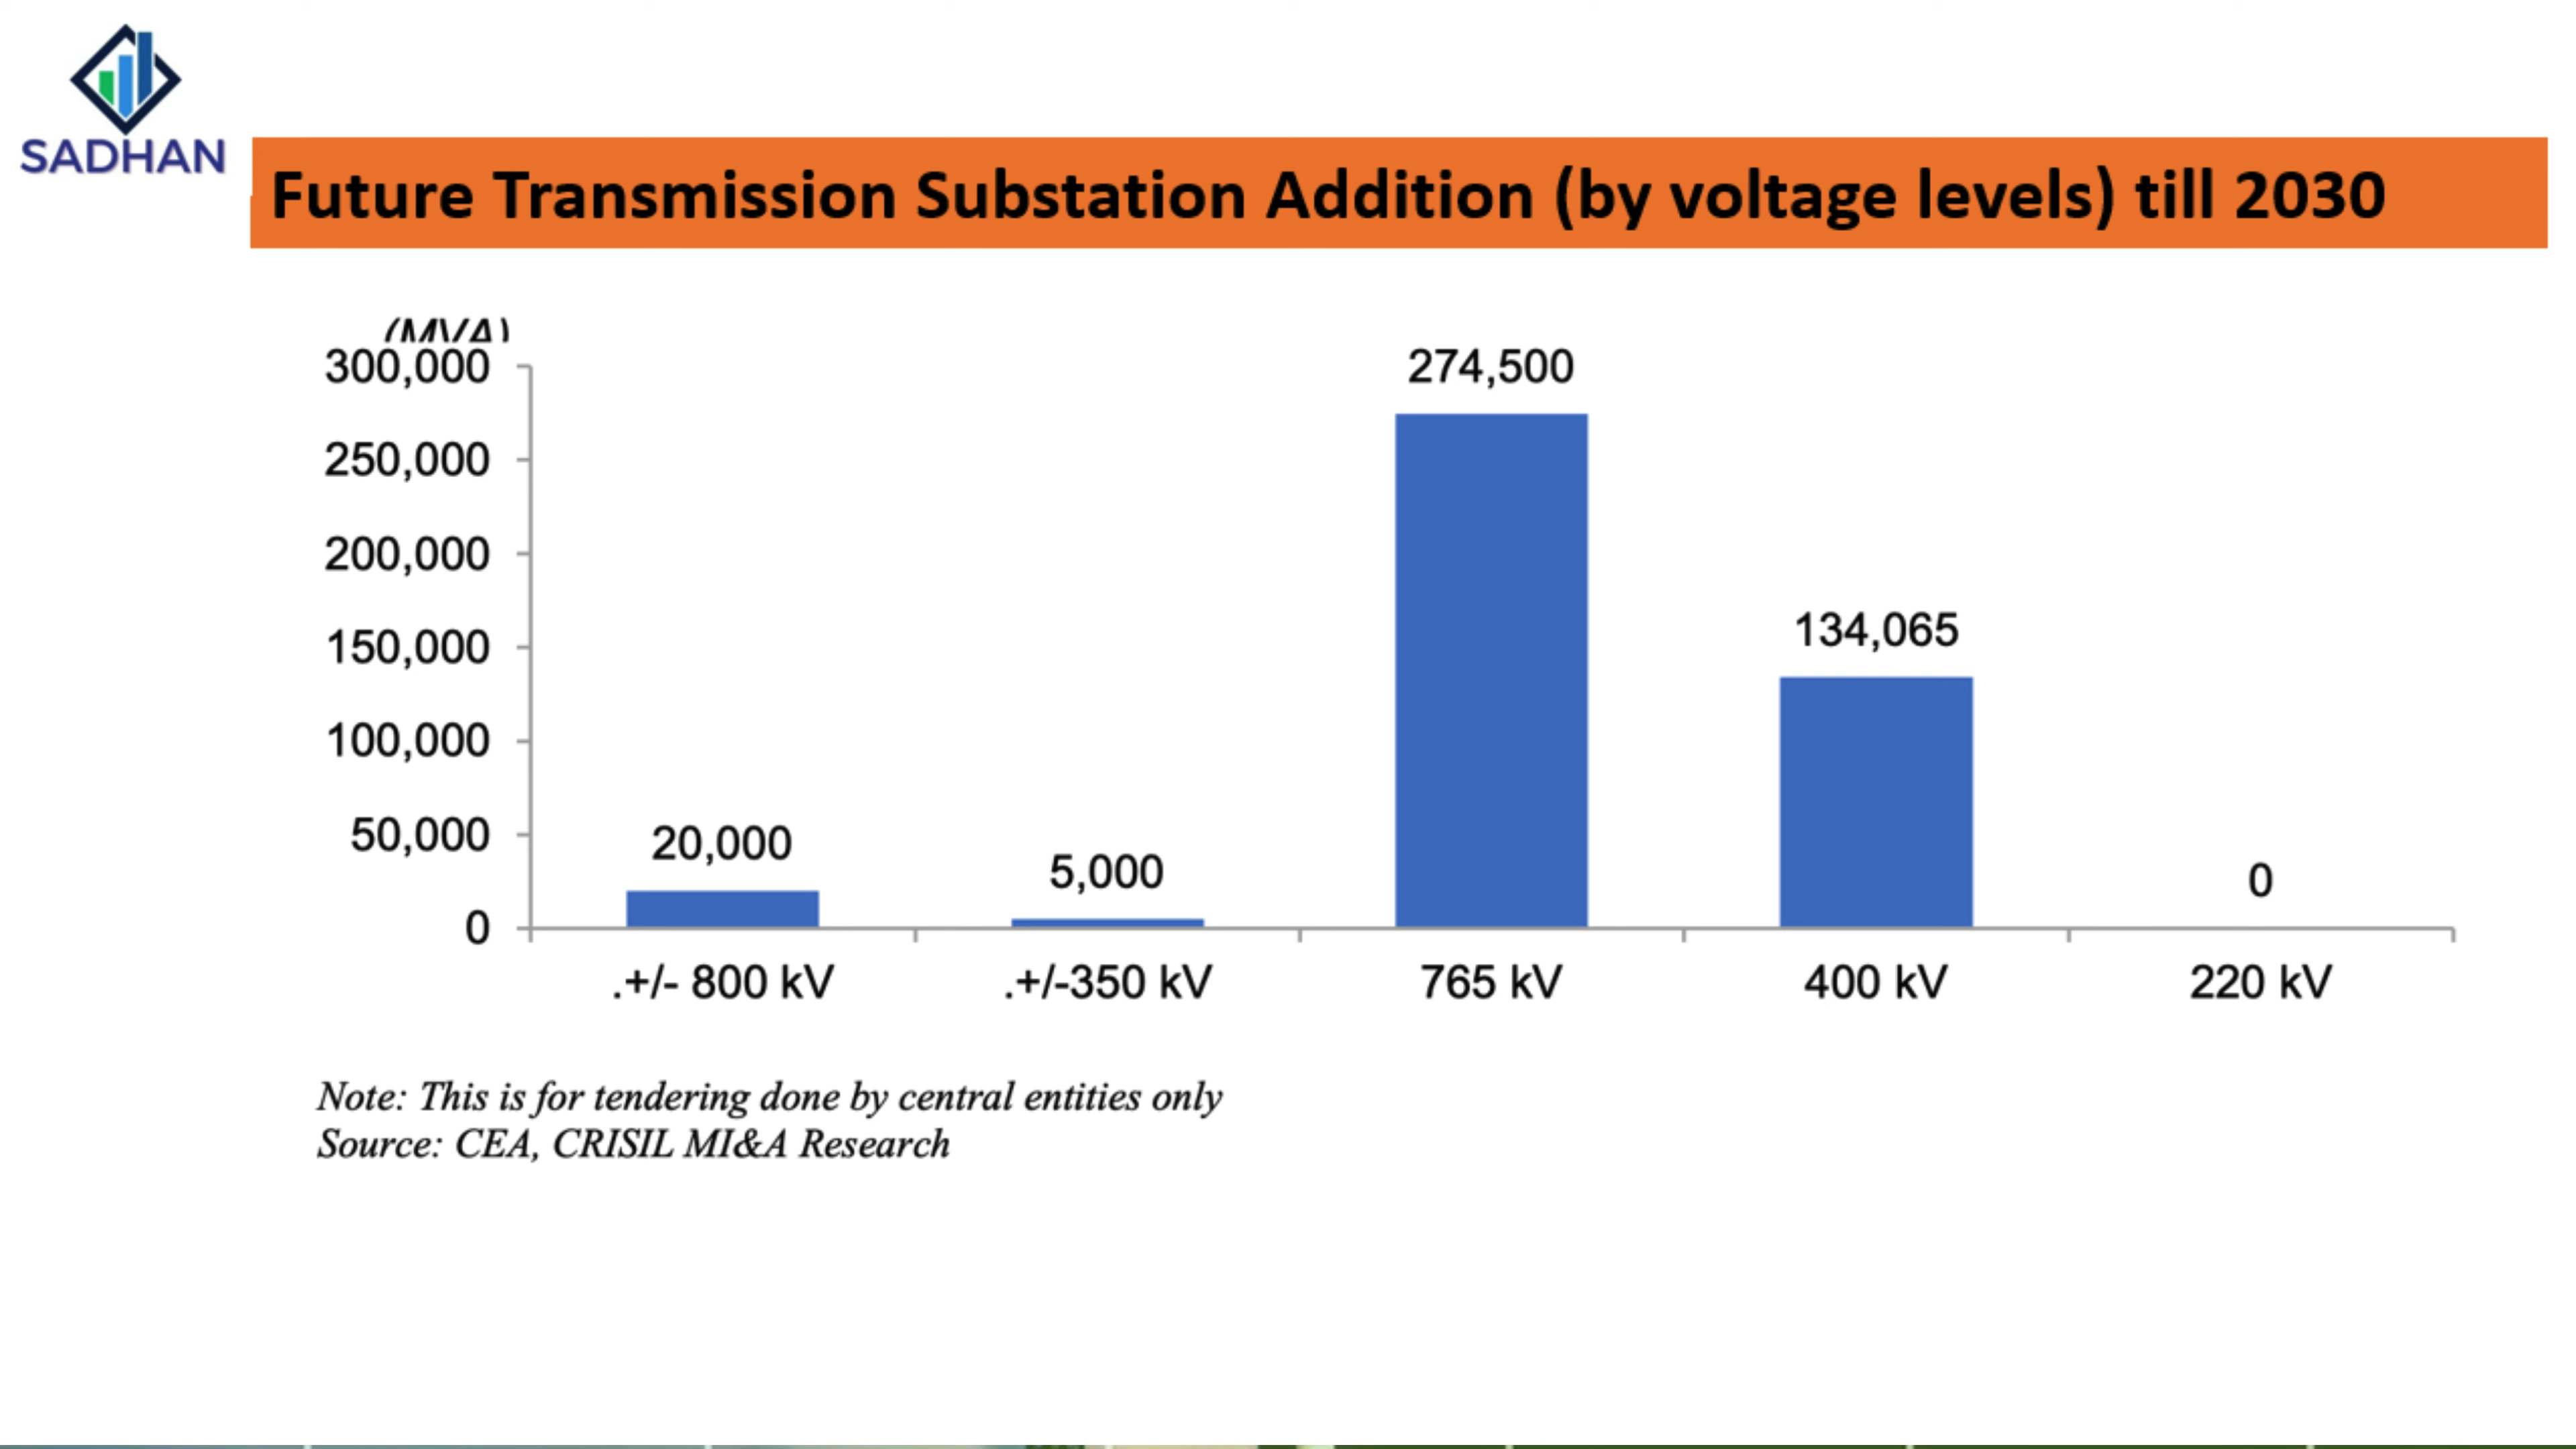 SADHAN
Future Transmission Substation Addition (by voltage levels) till 2030
(MVA)
300,000
250,000
200,000
150,000
100,000
50,000
0
20,000
5,000
274,500
134,065
0
.+/- 800 kV
.+/-350 kV
765 kV
400 kV
220 kV
Note: This is for tendering done by central entities only
Source: CEA, CRISIL MI&A Research